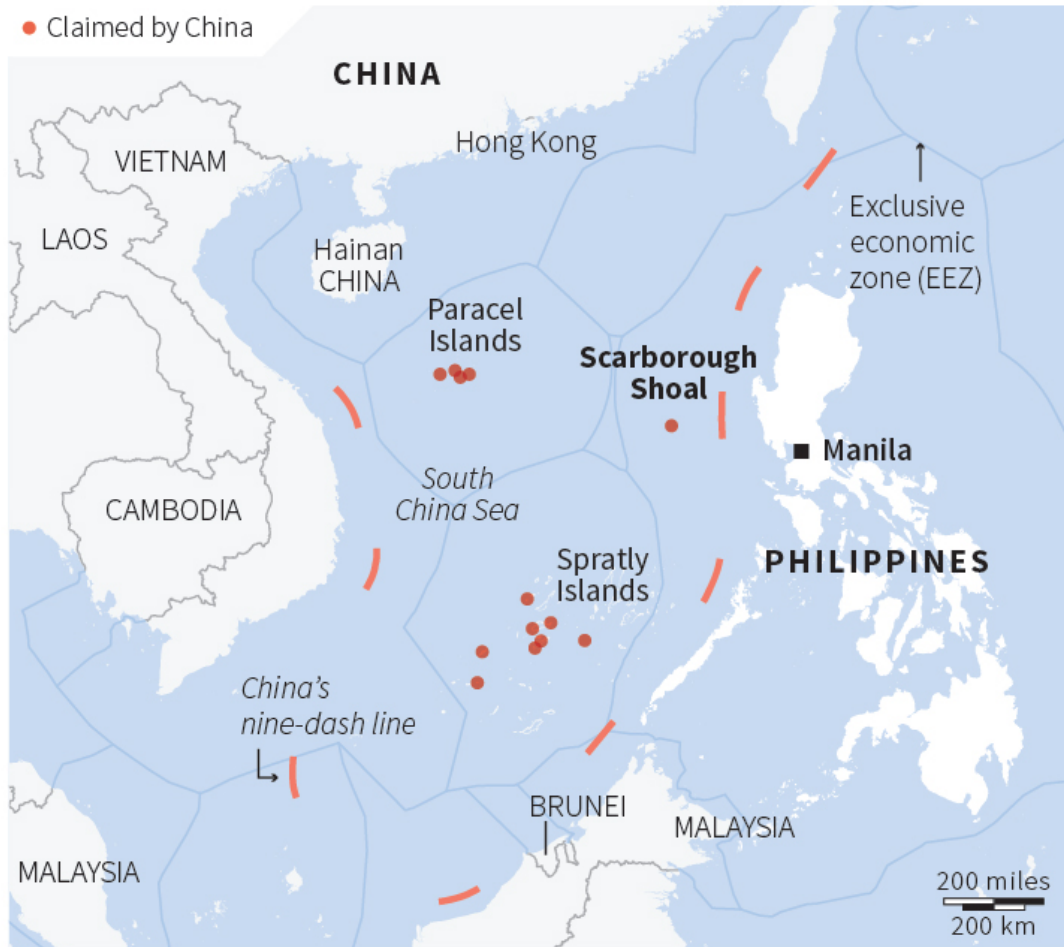 Claimed by China
CHINA
Hong Kong
VIETNAM
LAOS
Exclusive
economic
zone (EEZ)
Hainan
CHINA
Paracel
Islands
Scarborough
Shoal
Manila
South
China Sea
CAMBODIA
Spratly
Islands
PHILIPPINES
China’s
nine-dash line
BRUNEI
MALAYSIA
MALAYSIA
200 miles
200 km